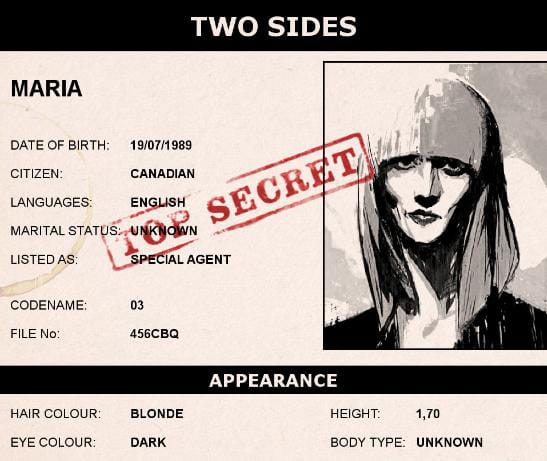 TWO SIDES
MARIA
DATE OF BIRTH: 19/07/1989
CITIZEN: CANADIAN
LANGUAGES: ENGLISH
MARITAL STATUS: UNKNOWN
LISTED AS: SPECIAL AGENT
TOP SECRET
CODENAME: 03
FILE No: 456CBQ
APPEARANCE
HAIR COLOUR: BLONDE HEIGHT: 1,70
EYE COLOUR: DARK BODY TYPE: UNKNOWN